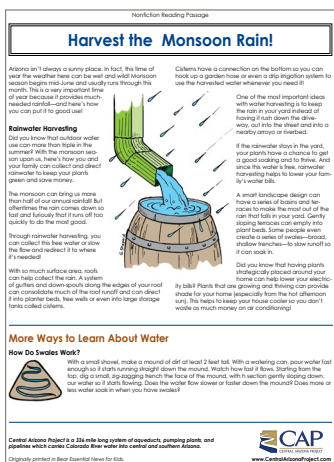 Nonfiction Reading Passage
Harvest the Monsoon Rain!
Arizona isn't always a sunny place. In fact, this time of
year the weather here can be wet and wild! Monsoon
season begins mid-June and usually runs through this
month. This is a very important time
of year because it provides much-
needed rainfall—and here's how
you can put it to good use!
Rainwater Harvesting
Did you know that outdoor water
use can more than triple in the
summer? With the monsoon sea-
son upon us, here's how you and
your family can collect and direct
rainwater to keep your plants
green and save money.
The monsoon can bring us more
than half of our annual rainfall! But
oftentimes the rain comes down so
fast and furiously that it runs off too
quickly to do the most good.
Through rainwater harvesting, you
can collect this free water or slow
the flow and redirect it to where
it's needed!
With so much surface area, roofs
can help collect the rain. A system
of gutters and down-spouts along the edges of your roof
can consolidate much of the roof runoff and can direct
it into planter beds, tree wells or even into large storage
tanks called cisterns.
Cisterns have a connection on the bottom so you can
hook up a garden hose or even a drip irrigation system to
use the harvested water whenever you need it!
One of the most important ideas
with water harvesting is to keep
the rain in your yard instead of
having it rush down the drive-
way, out into the street and into a
nearby arroyo or riverbed.
If the rainwater stays in the yard,
your plants have a chance to get
a good soaking and to thrive. And
since this water is free, rainwater
harvesting helps to lower your fam-
ily's water bills.
A small landscape design can
have a series of basins and ter-
races to make the most out of the
rain that falls in your yard. Gently
sloping terraces can empty into
plant beds. Some people even
create a series of swales—broad,
shallow trenches—to slow runoff so
it can soak in.
Did you know that having plants
strategically placed around your
home can help lower your electric-
ity bills? Plants that are growing and thriving can provide
shade for your home (especially from the hot afternoon
sun). This helps to keep your house cooler so you don't
waste as much money on air conditioning!
More Ways to Learn About Water
How Do Swales Work?
With a small shovel, make a mound of dirt at least 2 feet tall. With a watering can, pour water fast
enough so it starts running straight down the mound. Watch how fast it flows. Starting from the
top, dig a small, zig-zagging trench the face of the mound, with h section gently sloping down.
our water so it starts flowing. Does the water flow slower or faster down the mound? Does more or
less water soak in when you have swales?
Central Arizona Project is a 336 mile long system of aqueducts, pumping plants, and
pipelines which carries Colorado River water into central and southern Arizona.
Originally printed in Bear Essential News for Kids.
CAP
CENTRAL ARIZONA PROJECT
www.CentralArizonaProject.com